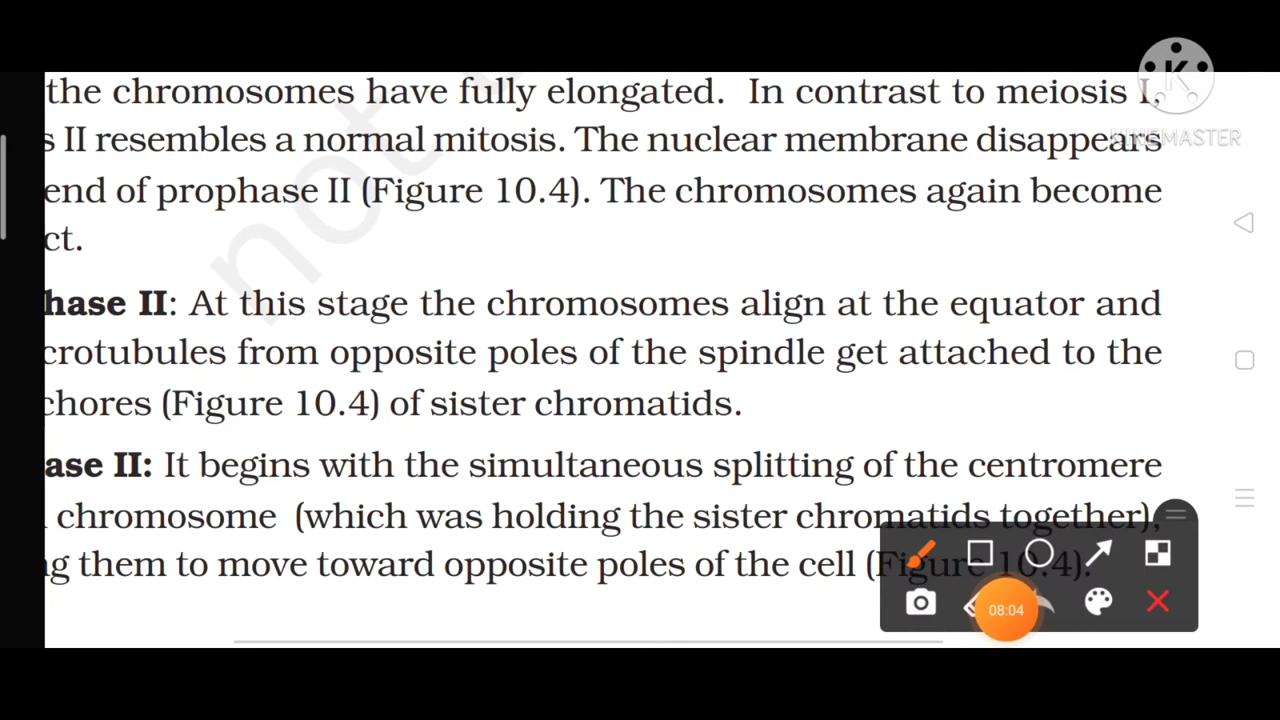 the chromosomes have fully elongated. In contrast to meiosis I,
s II resembles a normal mitosis. The nuclear membrane disappears
end of prophase II (Figure 10.4). The chromosomes again become
ct.
hase II: At this stage the chromosomes align at the equator and
crotubules from opposite poles of the spindle get attached to the
chores (Figure 10.4) of sister chromatids.
ase II: It begins with the simultaneous splitting of the centromere
chromosome (which was holding the sister chromatids together),
ng them to move toward opposite poles of the cell (Figure 10.4).
not
K
KINEMASTER
08:04